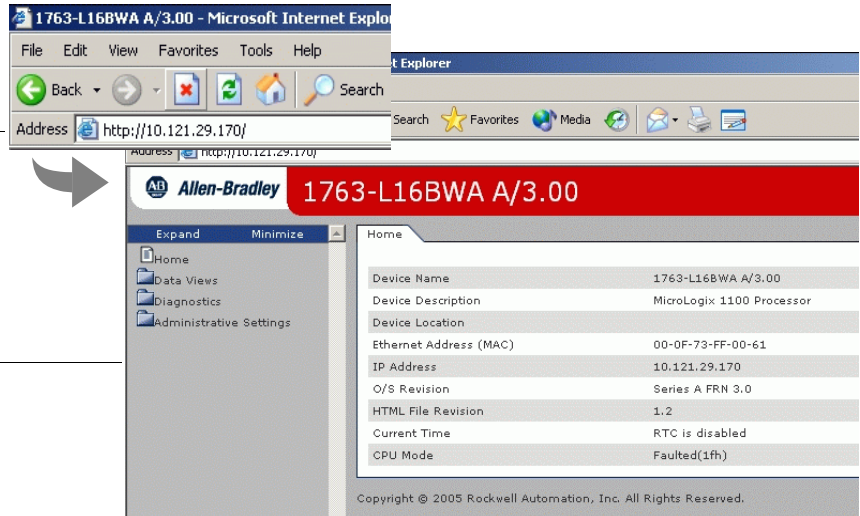 1763-L16BWA A/3.00 - Microsoft Internet Explo
File Edit View Favorites Tools Help
Back Search
Address http://10.121.29.170/
t Explorer
Search Favorites Media
Address http://10.121.29.170/
AB Allen-Bradley 1763-L16BWA A/3.00
Expand Minimize
Home
Data Views
Diagnostics
Administrative Settings
Home
Device Name 1763-L16BWA A/3.00
Device Description MicroLogix 1100 Processor
Device Location
Ethernet Address (MAC) 00-0F-73-FF-00-61
IP Address 10.121.29.170
O/S Revision Series A FRN 3.0
HTML File Revision 1.2
Current Time RTC is disabled
CPU Mode Faulted(1fh)
Copyright © 2005 Rockwell Automation, Inc. All Rights Reserved.